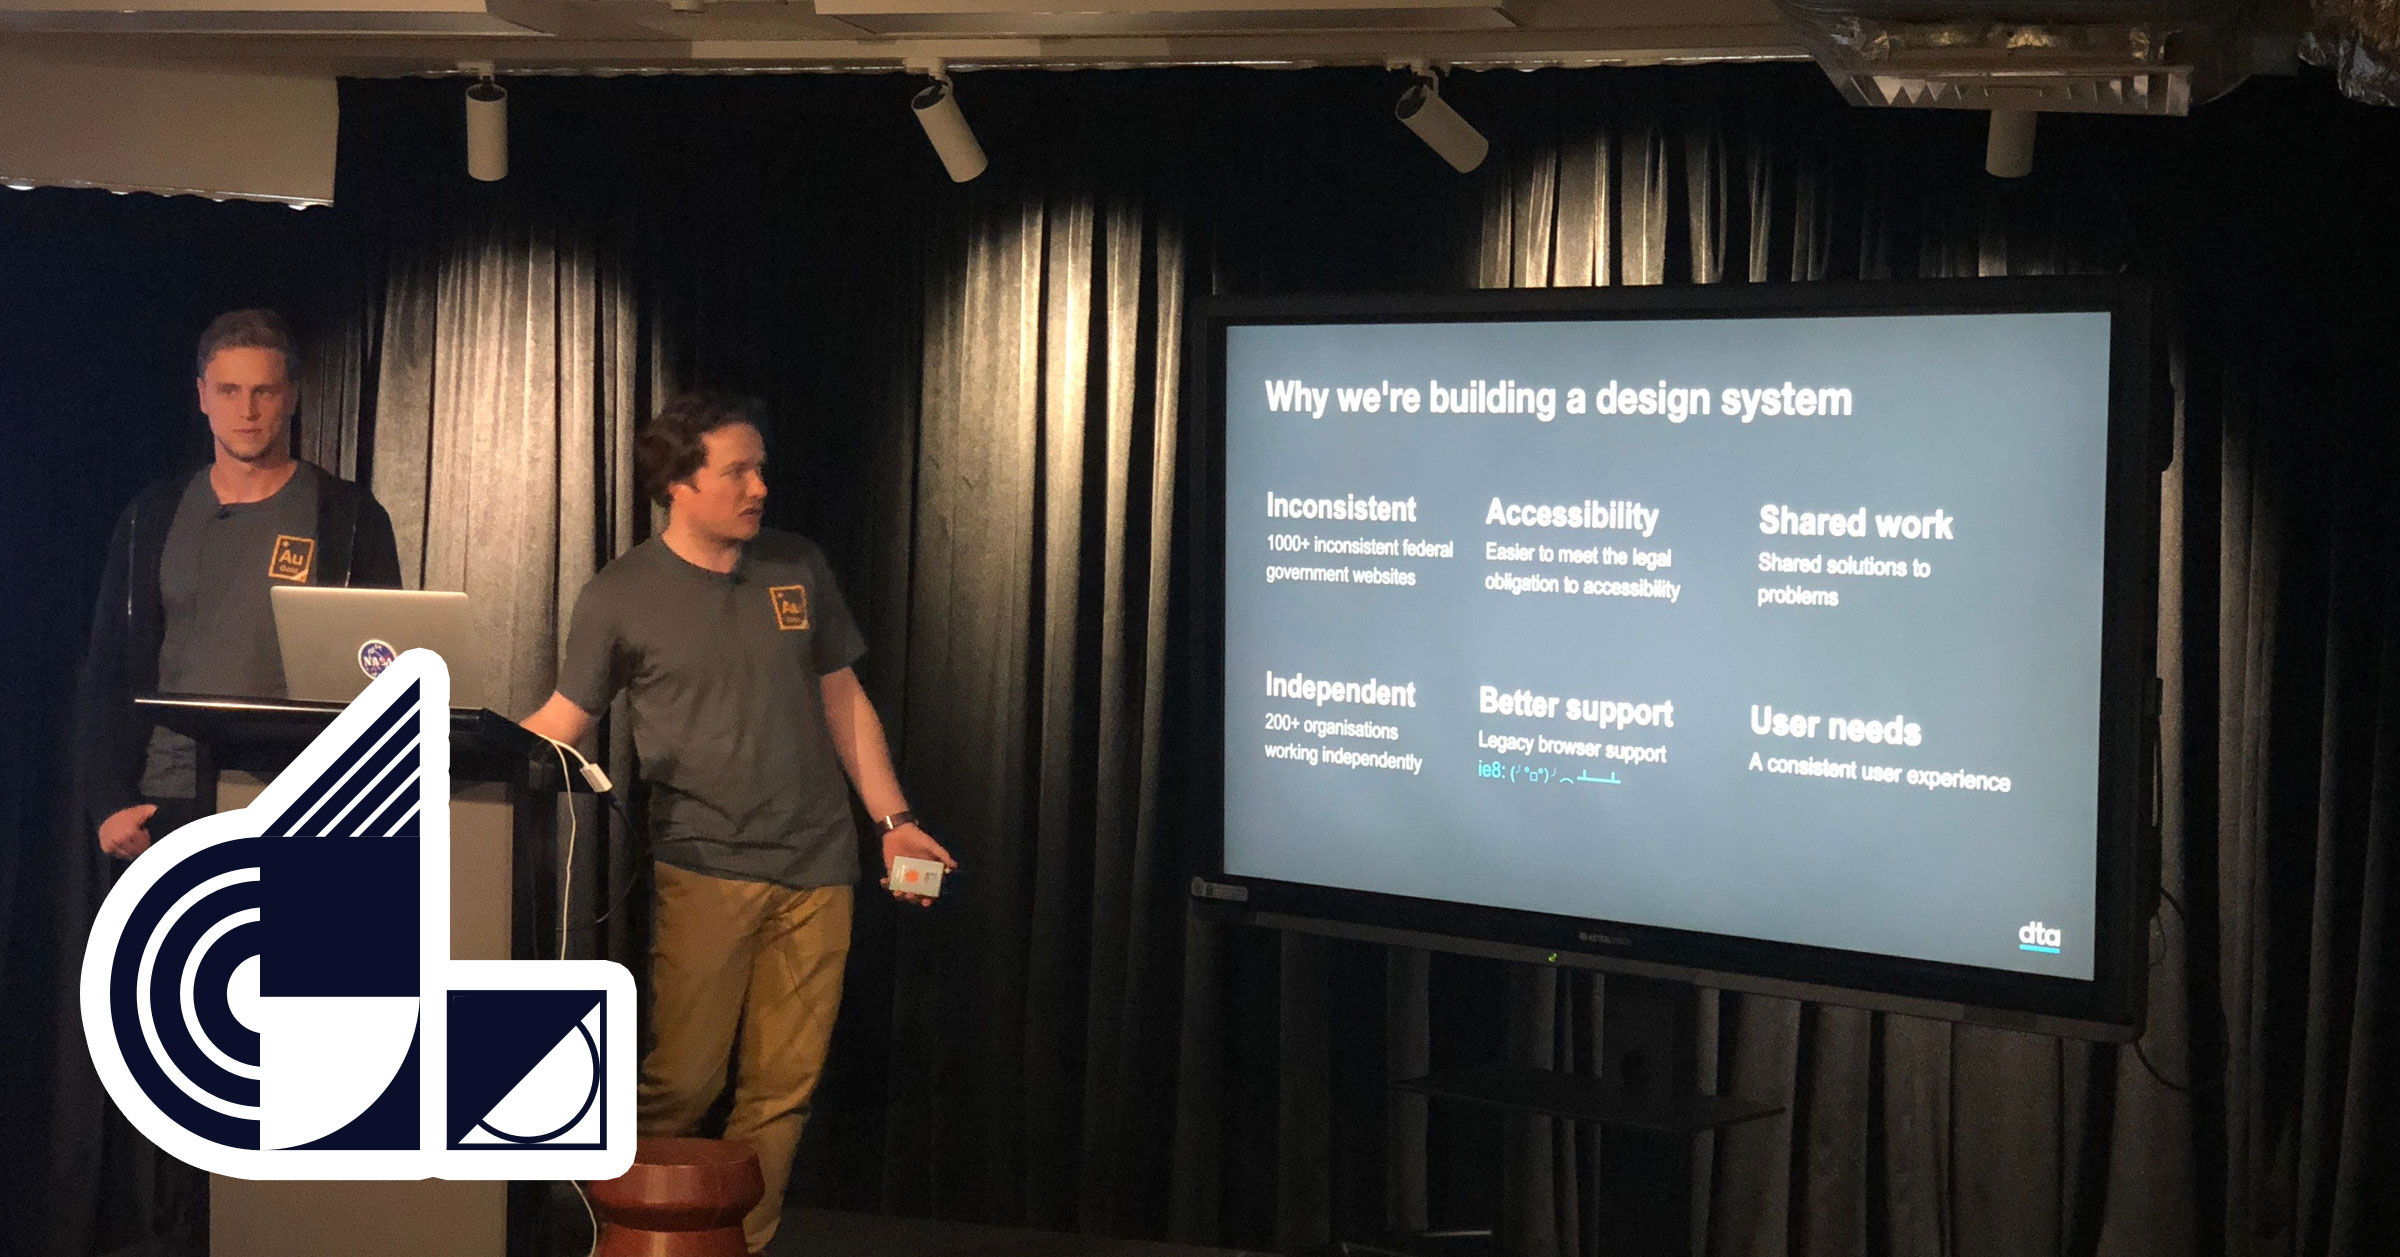 Why we're building a design system
Inconsistent
1000+ inconsistent federal
government websites
Accessibility
Easier to meet the legal
obligation to accessibility
Shared work
Shared solutions to
problems
Independent
200+ organisations
working independently
Better support
Legacy browser support
ie8: (╯°□°)╯︵ ┻━┻
User needs
A consistent user experience
dta
Au
Gold
Au
NASA